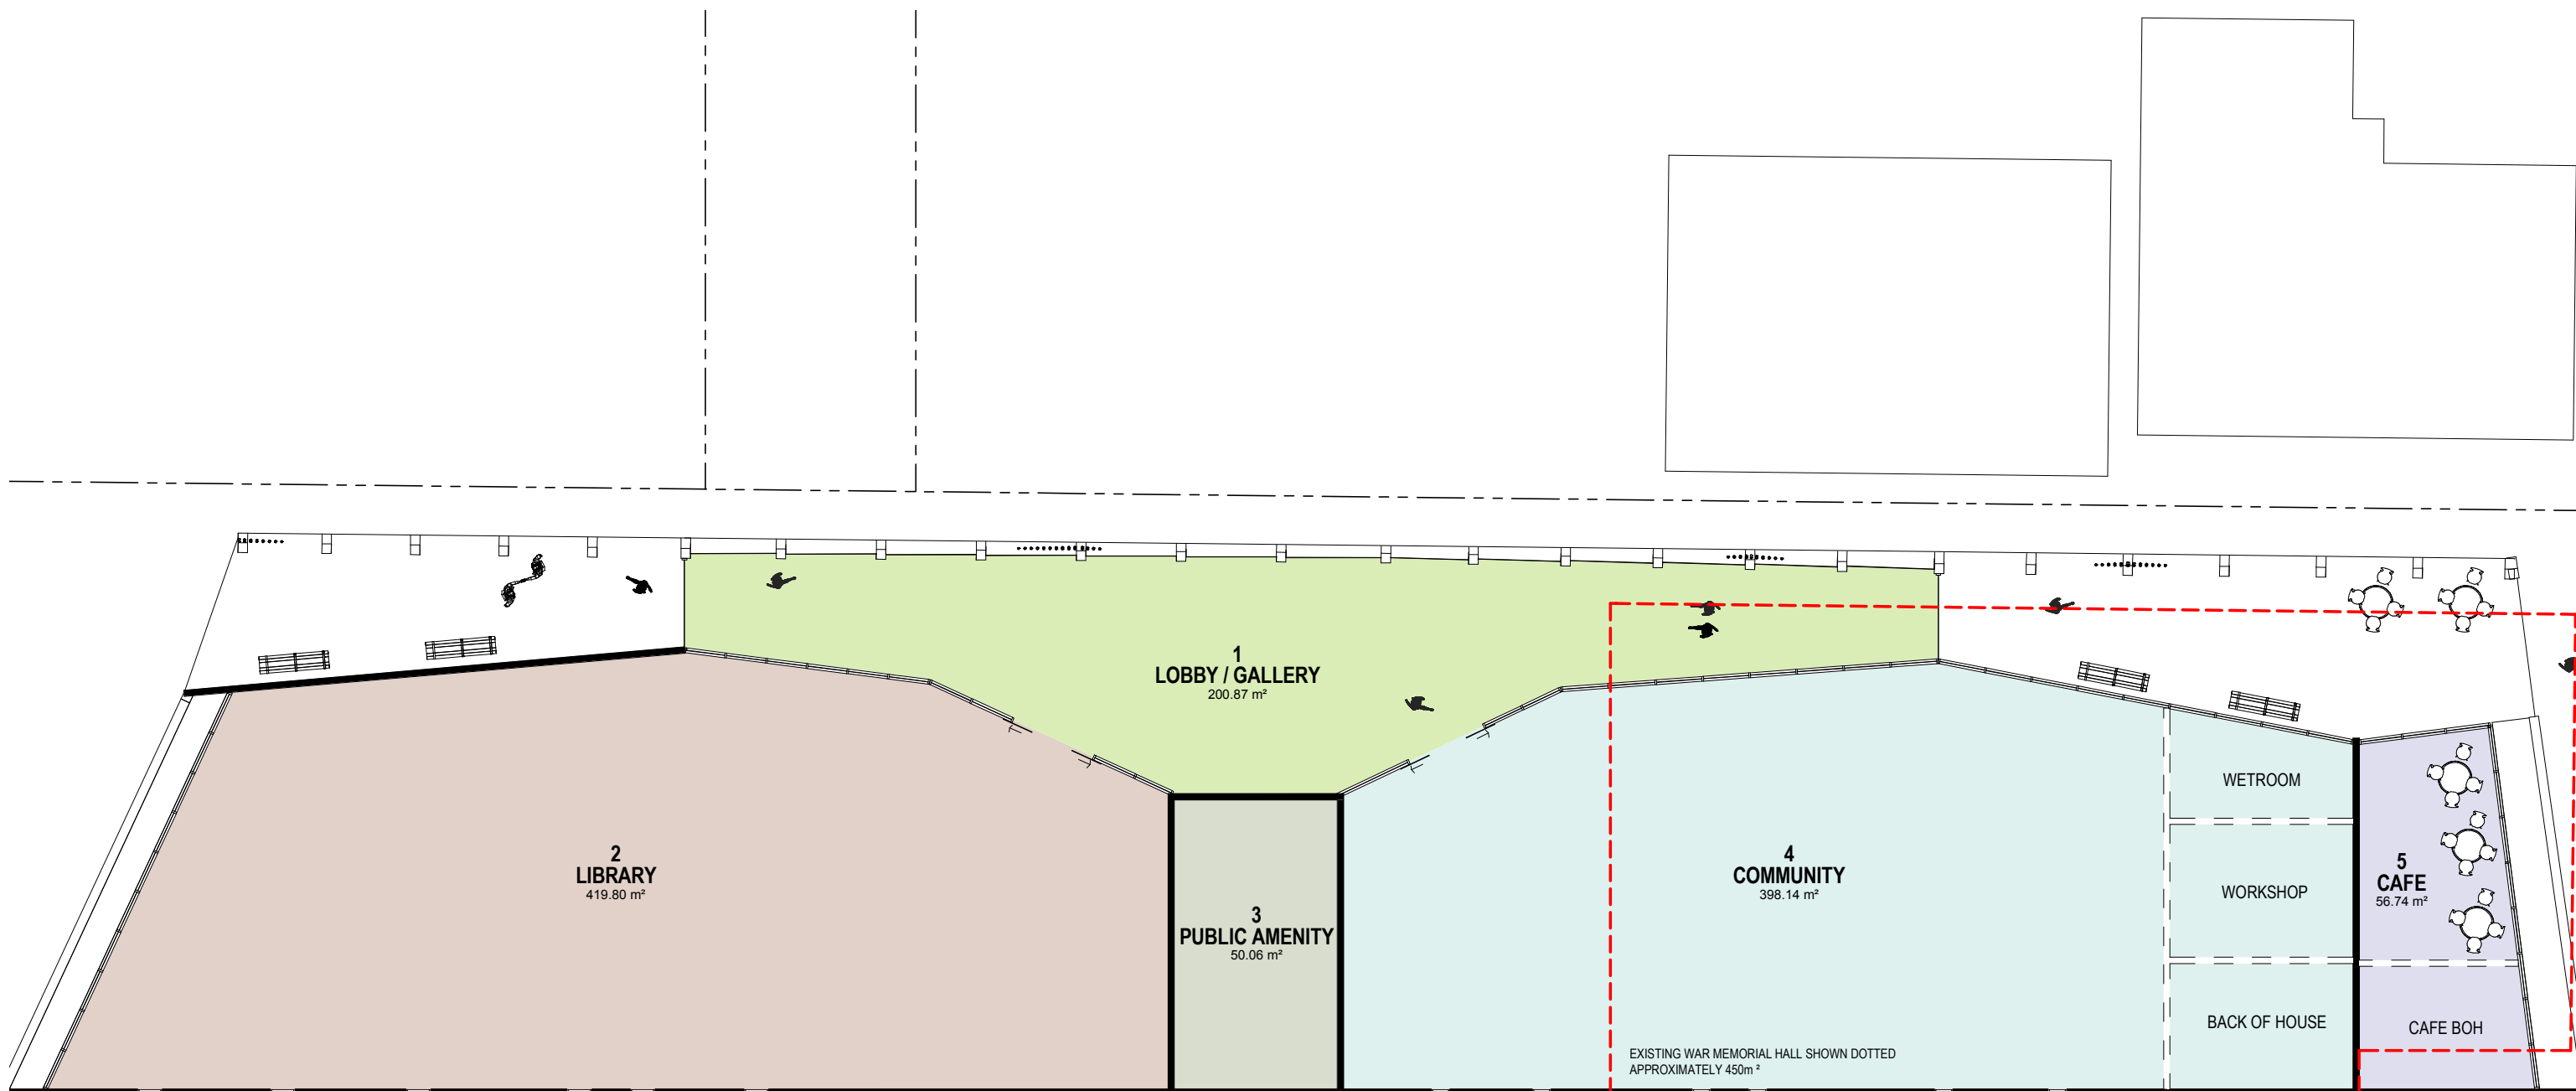 1
LOBBY / GALLERY
200.87 m²
2
LIBRARY
419.80 m²
3
PUBLIC AMENITY
50.06 m²
4
COMMUNITY
398.14 m²
WETROOM
WORKSHOP
BACK OF HOUSE
5
CAFE
56.74 m²
CAFE BOH
EXISTING WAR MEMORIAL HALL SHOWN DOTTED
APPROXIMATELY 450m ²